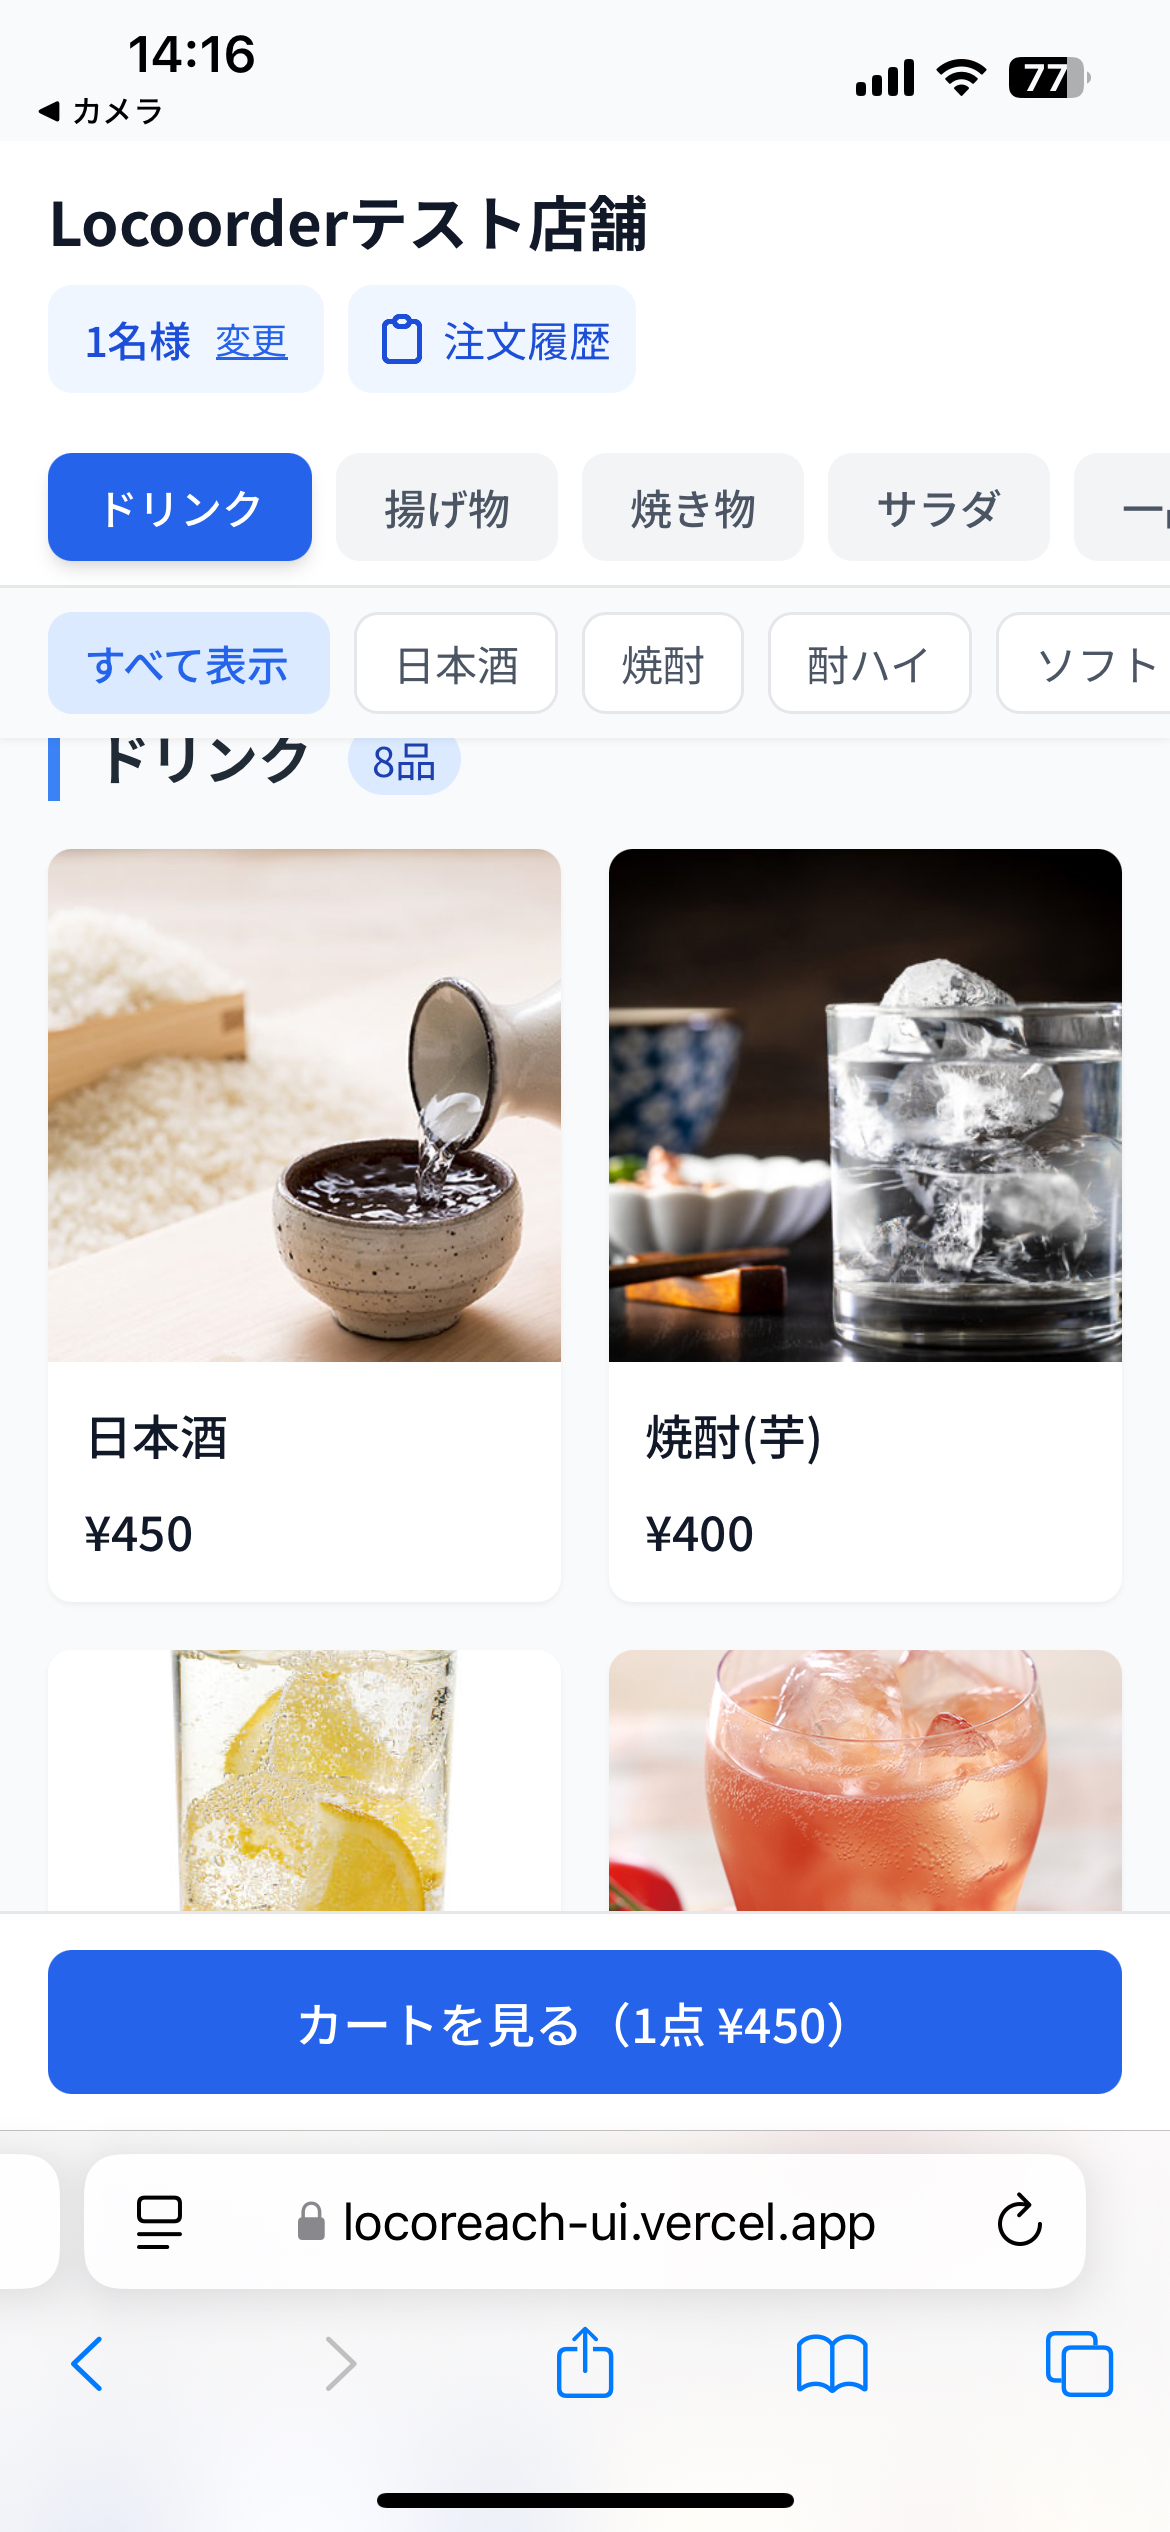 14:16
77
◀ カメラ
Locoorderテスト店舗
1名様 変更
注文履歴
ドリンク 揚げ物 焼き物 サラダ
すべて表示 日本酒 焼酎 酎ハイ ソフト
ドリンク 8品
日本酒
¥450
焼酎(芋)
¥400
カートを見る（1点 ¥450）
locoreach-ui.vercel.app